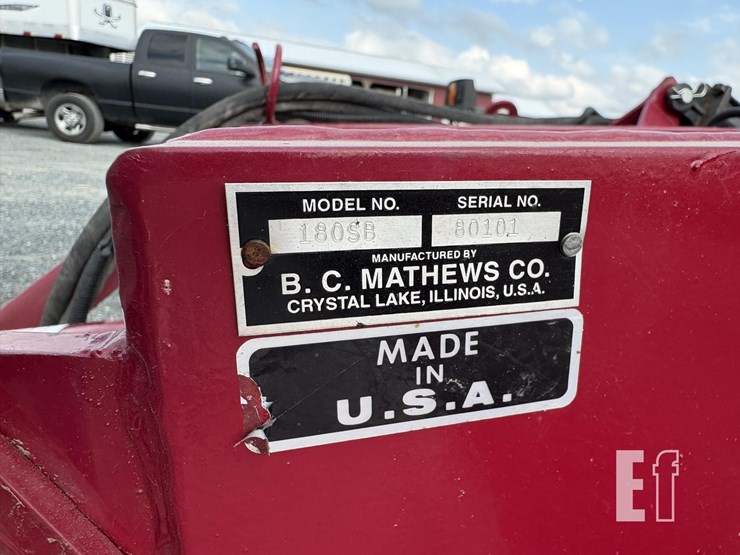 MODEL NO. SERIAL NO.
180SB 80101
MANUFACTURED BY
B. C. MATHEWS CO.
CRYSTAL LAKE, ILLINOIS, U.S.A.
MADE
IN
U.S.A.
Ef